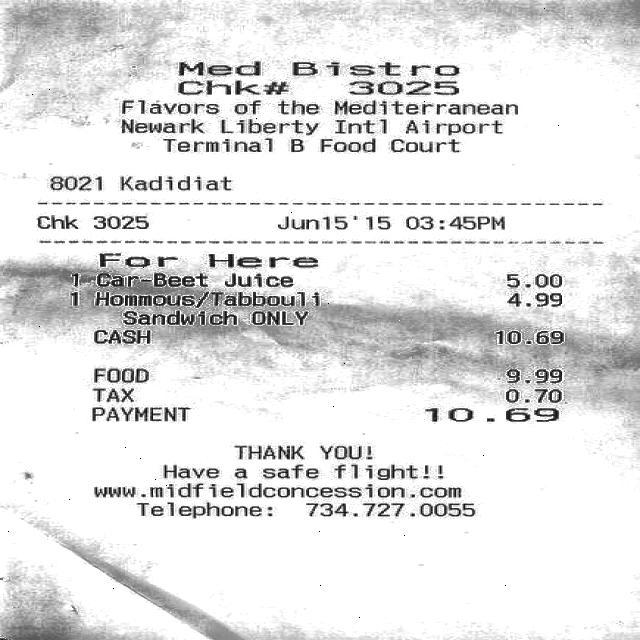 Med Bistro
Chk# 3025
Flavors of the Mediterranean
Newark Liberty Intl Airport
Terminal B Food Court
8021 Kadidiat
Chk 3025 Jun15'15 03:45PM
For Here
1 Car-Beet Juice 5.00
1 Hommous/Tabbouli 4.99
Sandwich ONLY
CASH 10.69
FOOD 9.99
TAX 0.70
PAYMENT 10.69
THANK YOU!
Have a safe flight!!
www.midfieldconcession.com
Telephone: 734.727.0055